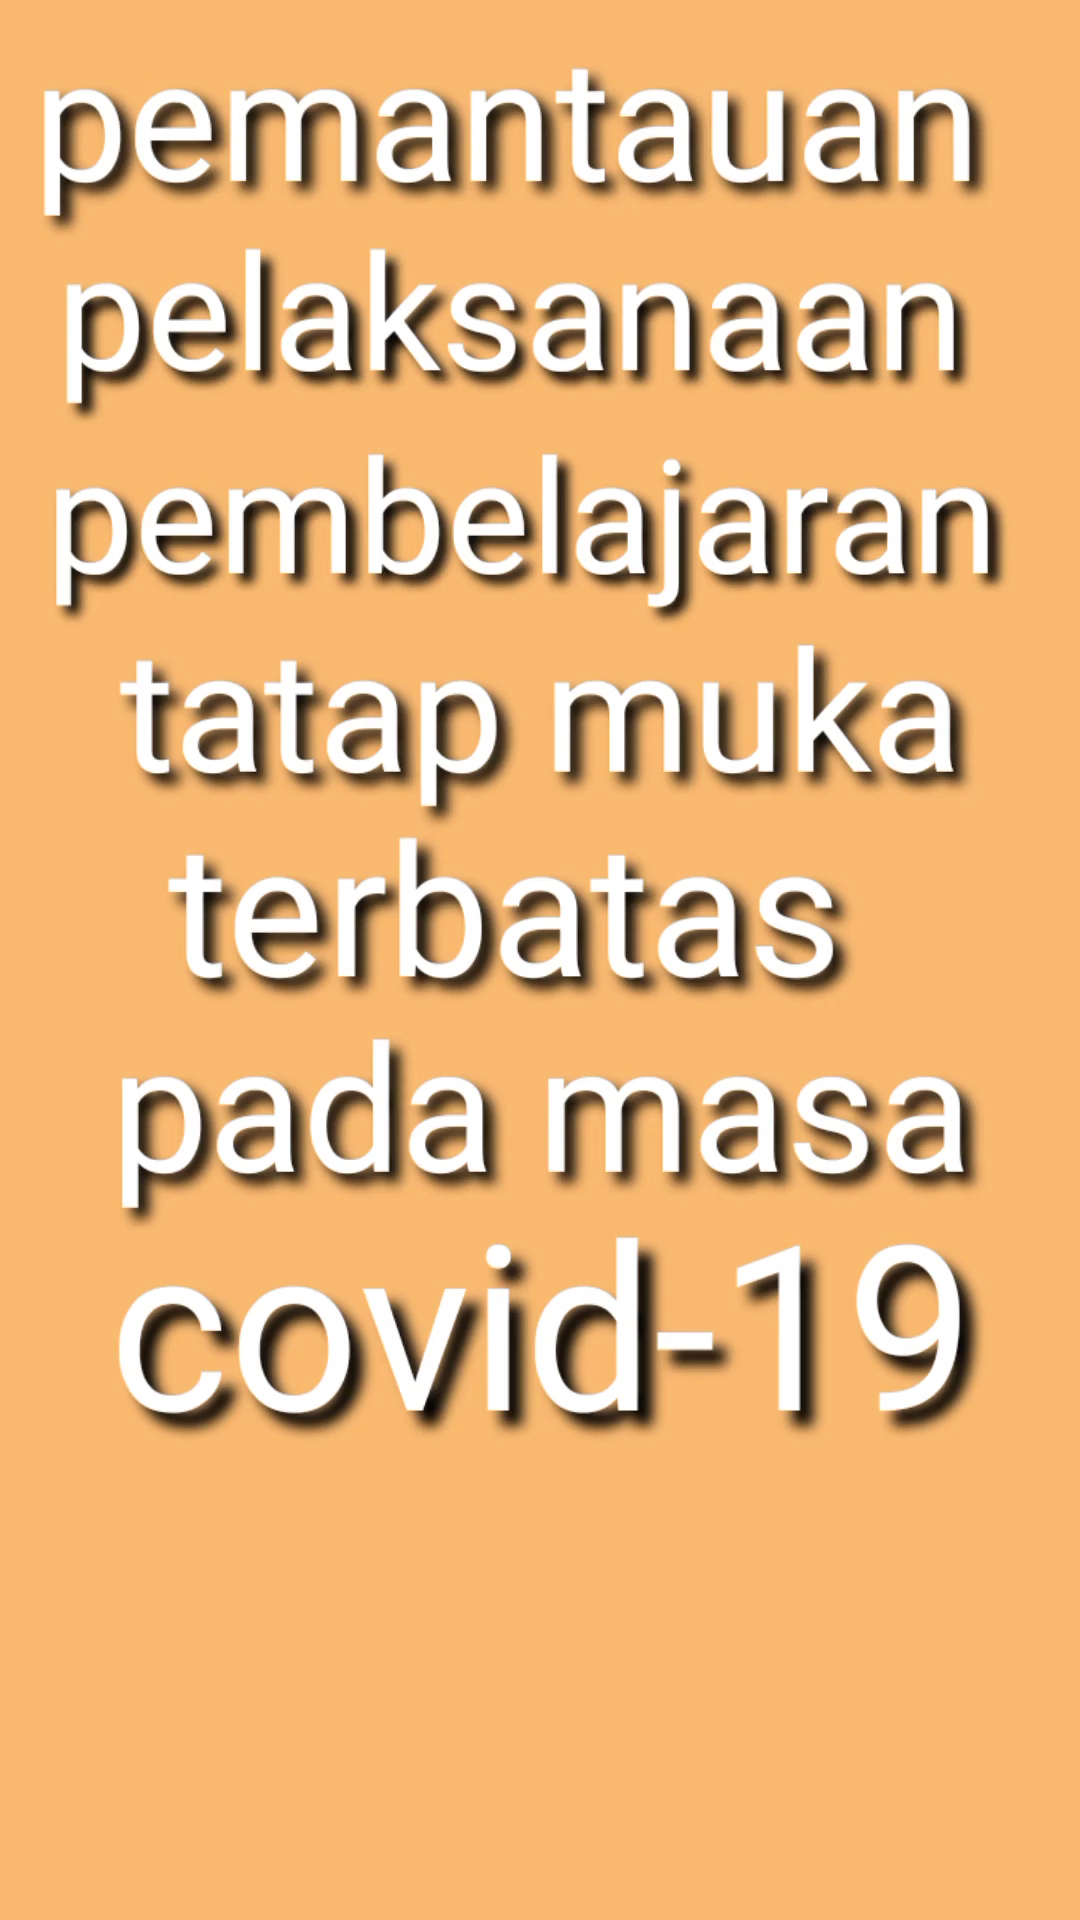 pemantauan
pelaksanaan
pembelajaran
tatap muka
terbatas
pada masa
covid-19